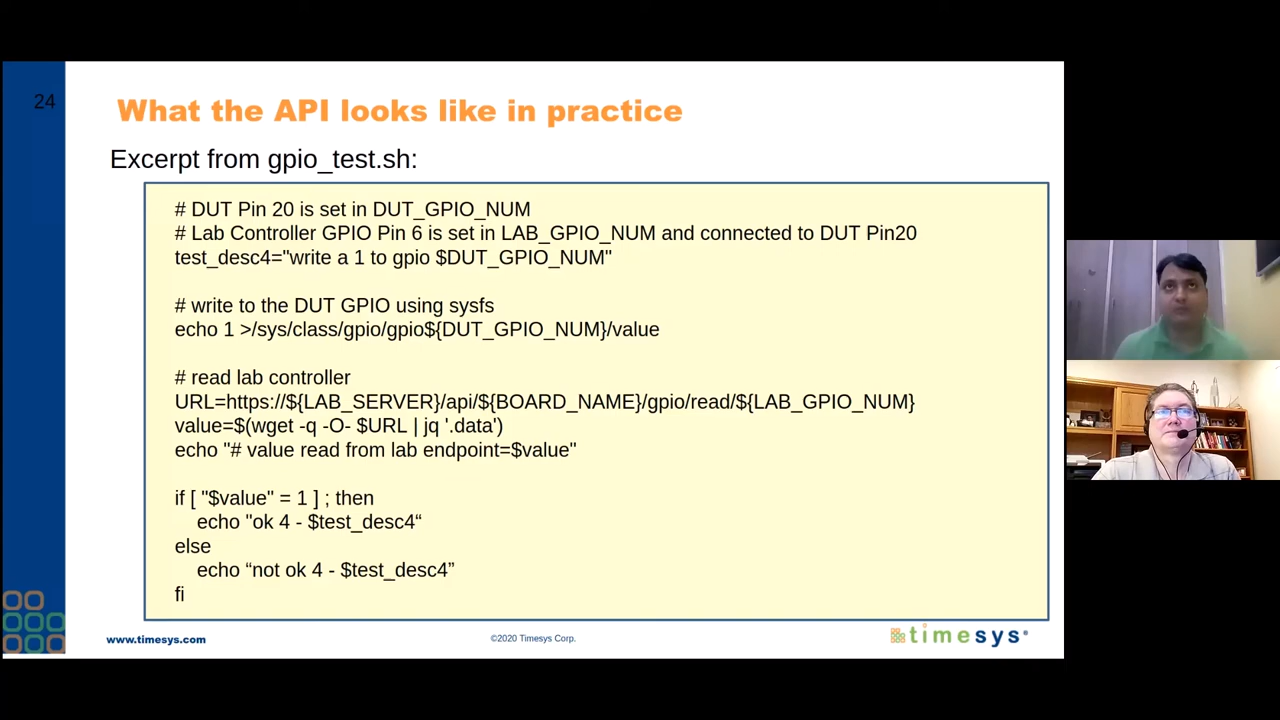 24
What the API looks like in practice
Excerpt from gpio_test.sh:
# DUT Pin 20 is set in DUT_GPIO_NUM
# Lab Controller GPIO Pin 6 is set in LAB_GPIO_NUM and connected to DUT Pin20
test_desc4="write a 1 to gpio $DUT_GPIO_NUM"
# write to the DUT GPIO using sysfs
echo 1 >/sys/class/gpio/gpio${DUT_GPIO_NUM}/value
# read lab controller
URL=https://${LAB_SERVER}/api/${BOARD_NAME}/gpio/read/${LAB_GPIO_NUM}
value=$(wget -q -O- $URL | jq '.data')
echo "# value read from lab endpoint=$value"
if [ "$value" = 1 ] ; then
echo "ok 4 - $test_desc4“
else
echo “not ok 4 - $test_desc4”
fi
www.timesys.com
©2020 Timesys Corp.
timesys®